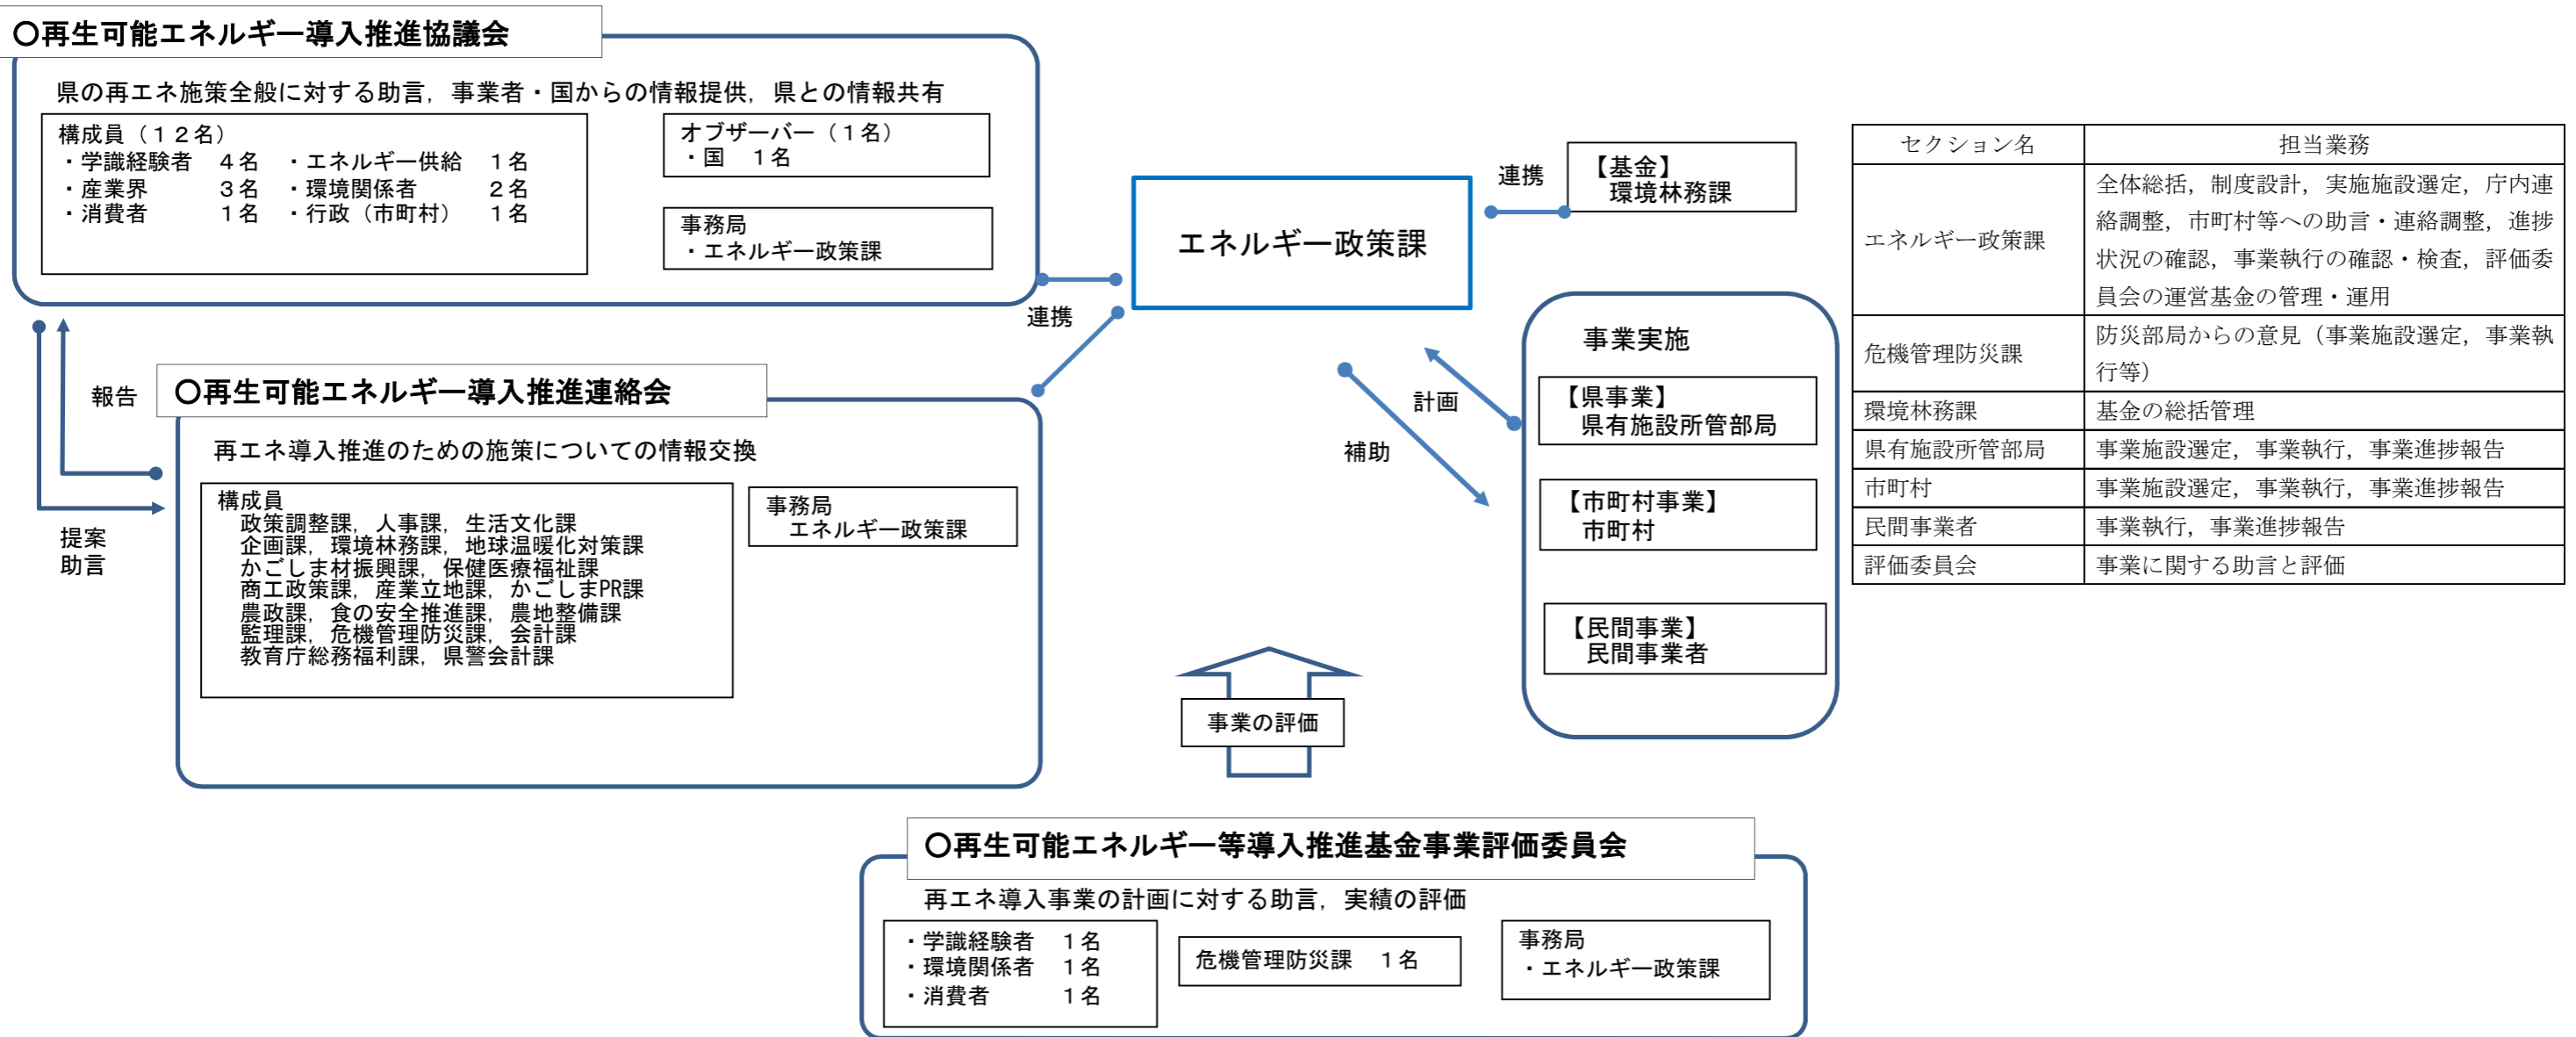 〇再生可能エネルギー導入推進協議会
県の再エネ施策全般に対する助言，事業者・国からの情報提供，県との情報共有
構成員（１２名）
・学識経験者　４名　・エネルギー供給　１名
・産業界　３名　・環境関係者　２名
・消費者　１名　・行政（市町村）　１名
オブザーバー（１名）
・国　１名
事務局
・エネルギー政策課
連携
報告
提案
助言
〇再生可能エネルギー導入推進連絡会
再エネ導入推進のための施策についての情報交換
構成員
政策調整課，人事課，生活文化課
企画課，環境林務課，地球温暖化対策課
かごしま材振興課，保健医療福祉課
商工政策課，産業立地課，かごしまPR課
農政課，食の安全推進課，農地整備課
監理課，危機管理防災課，会計課
教育庁総務福利課，県警会計課
事務局
エネルギー政策課
エネルギー政策課
連携
【基金】
環境林務課
計画
補助
事業実施
【県事業】
県有施設所管部局
【市町村事業】
市町村
【民間事業】
民間事業者
事業の評価
〇再生可能エネルギー等導入推進基金事業評価委員会
再エネ導入事業の計画に対する助言，実績の評価
・学識経験者　１名
・環境関係者　１名
・消費者　１名
危機管理防災課　１名
事務局
・エネルギー政策課
セクション名　担当業務
エネルギー政策課
全体総括，制度設計，実施施設選定，庁内連
絡調整，市町村等への助言・連絡調整，進捗
状況の確認，事業執行の確認・検査，評価委
員会の運営基金の管理・運用
危機管理防災課
防災部局からの意見（事業施設選定，事業執
行等）
環境林務課　基金の総括管理
県有施設所管部局　事業施設選定，事業執行，事業進捗報告
市町村　事業施設選定，事業執行，事業進捗報告
民間事業者　事業執行，事業進捗報告
評価委員会　事業に関する助言と評価